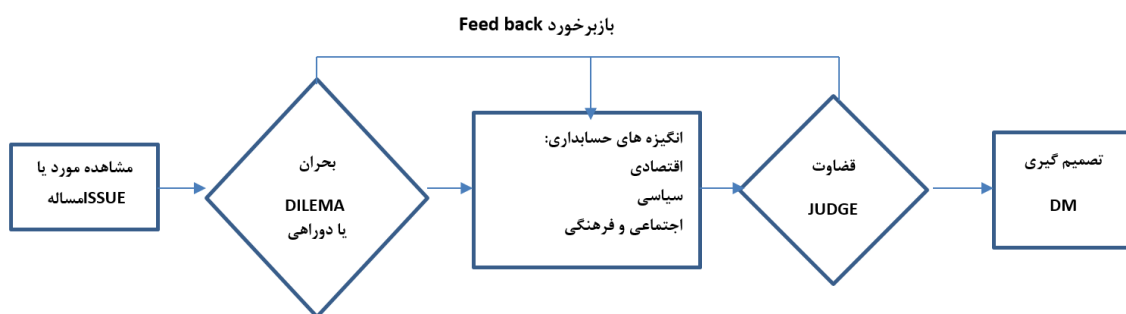 بازبرخورد Feed back
مشاهده مورد یا
ISSUEمساله
بحران
DILEMA
یا دوراهی
انگیزه های حسابداری:
اقتصادی
سیاسی
اجتماعی و فرهنگی
قضاوت
JUDGE
تصمیم گیری
DM